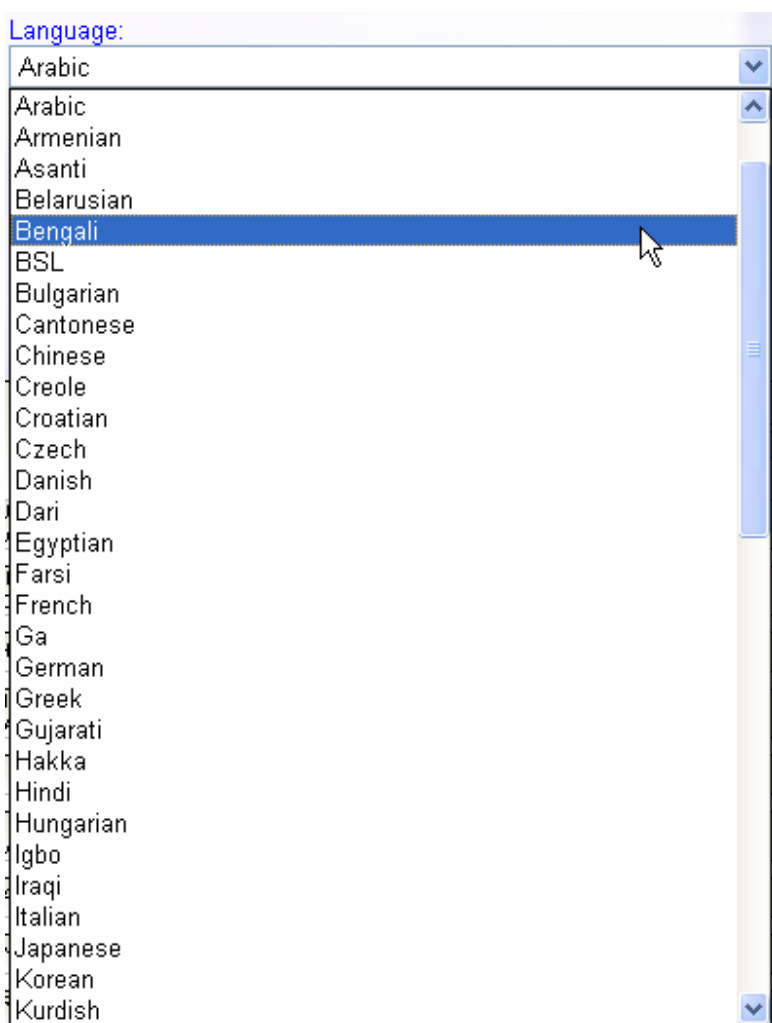 Language:
Arabic
Arabic
Armenian
Asanti
Belarusian
Bengali
BSL
Bulgarian
Cantonese
Chinese
Creole
Croatian
Czech
Danish
Dari
Egyptian
Farsi
French
Ga
German
Greek
Gujarati
Hakka
Hindi
Hungarian
Igbo
Iraqi
Italian
Japanese
Korean
Kurdish